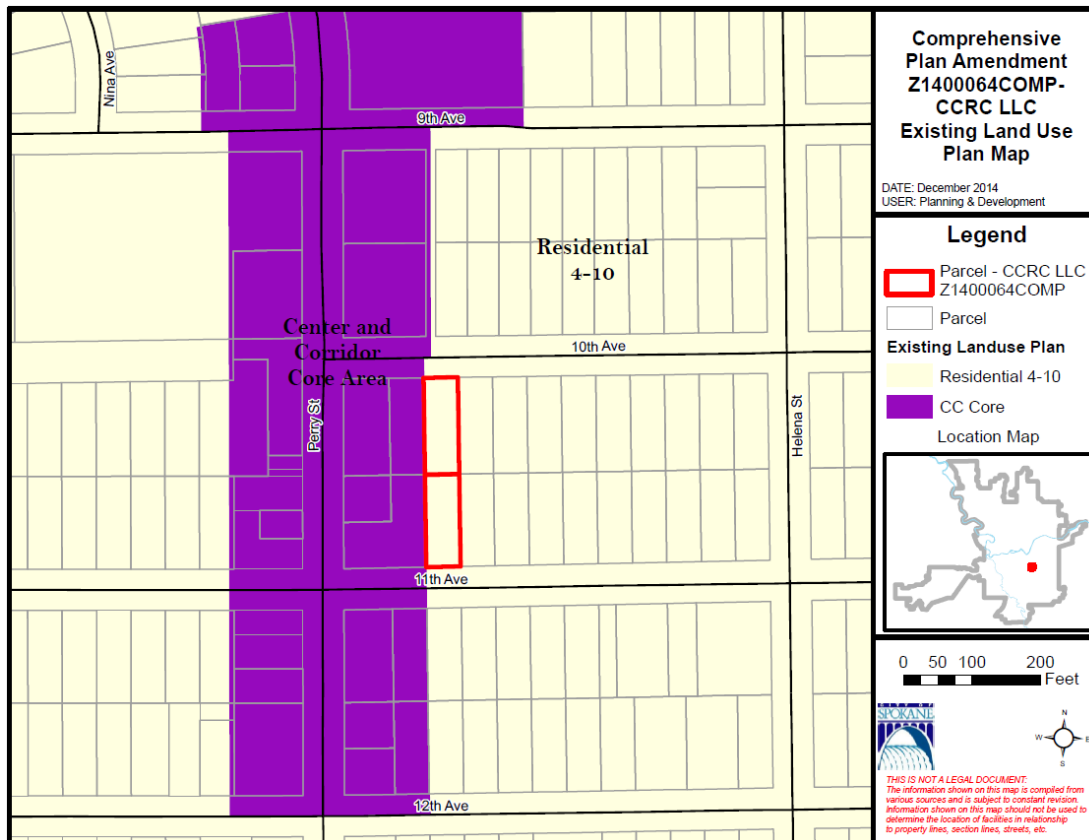 Nina Ave
9th Ave
Residential
4-10
Center and
Corridor
Core Area
10th Ave
Perry St
Helena St
11th Ave
12th Ave
Comprehensive
Plan Amendment
Z1400064COMP-
CCRC LLC
Existing Land Use
Plan Map
DATE: December 2014
USER: Planning & Development
Legend
Parcel - CCRC LLC
Z1400064COMP
Parcel
Existing Landuse Plan
Residential 4-10
CC Core
Location Map
0 50 100 200
Feet
CITY OF
SPOKANE
N
W E
S
THIS IS NOT A LEGAL DOCUMENT:
The information shown on this map is compiled from
various sources and is subject to constant revision.
Information shown on this map should not be used to
determine the location of facilities in relationship
to property lines, section lines, streets, etc.